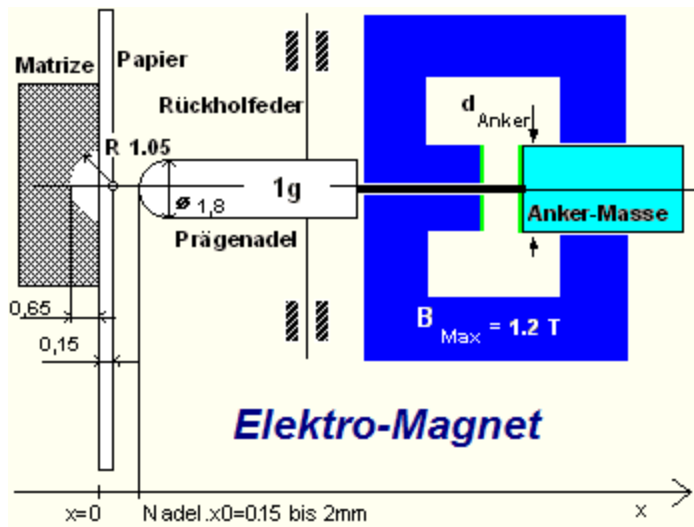 Matrize
Papier
Rückholfeder
d Anker
R 1.05
1g
ø 1,8
Prägenadel
Anker-Masse
0,65
0,15
B Max = 1.2 T
Elektro-Magnet
x=0
Nadel.x0=0.15 bis 2mm
x